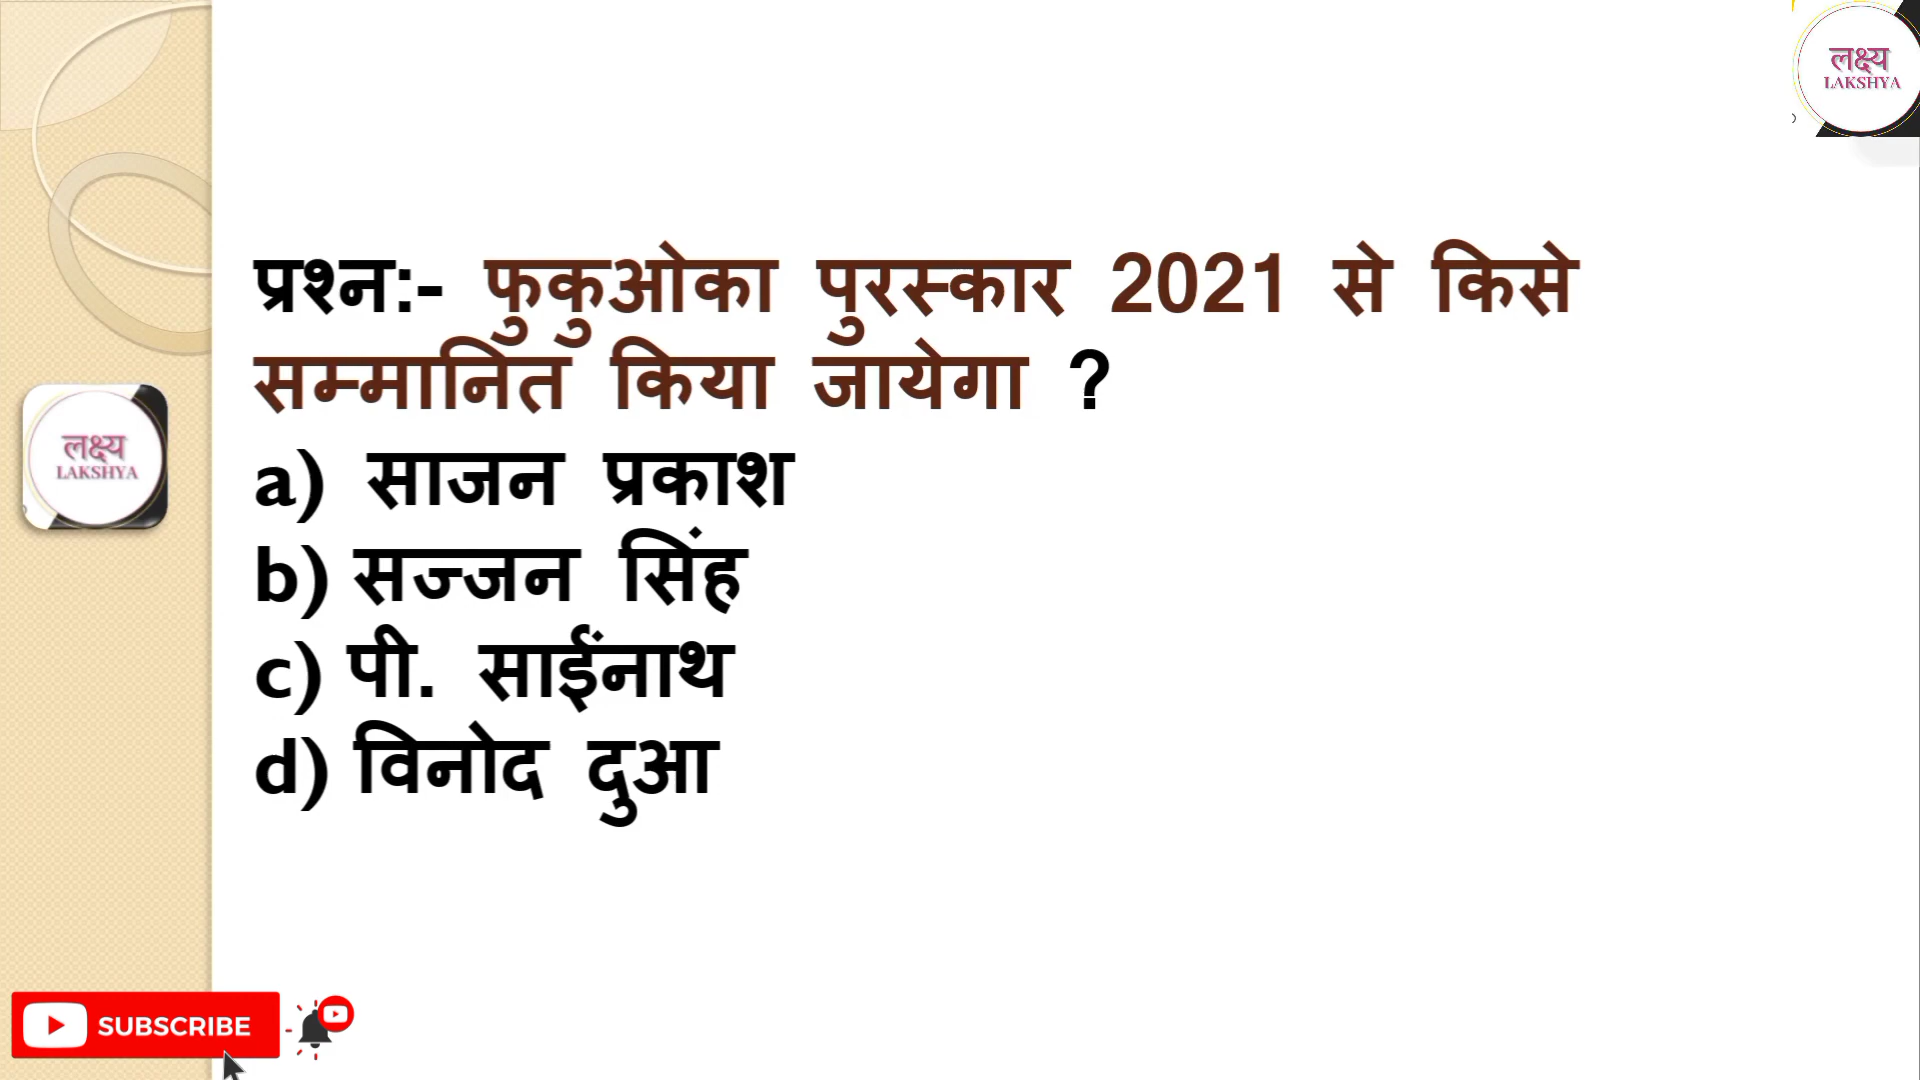 लक्ष्य
LAKSHYA
प्रश्न:- फुकुओका पुरस्कार 2021 से किसे
सम्मानित किया जायेगा ?
a) साजन प्रकाश
b) सज्जन सिंह
c) पी. साईंनाथ
d) विनोद दुआ
लक्ष्य
LAKSHYA
SUBSCRIBE